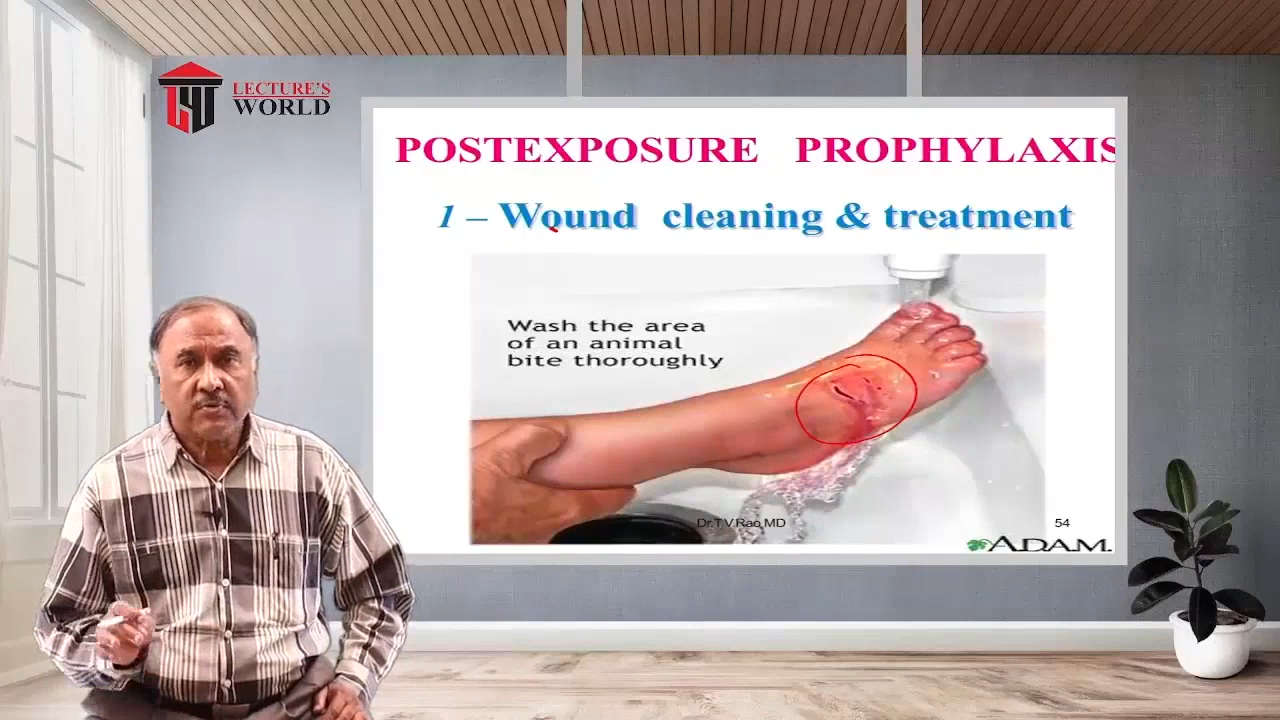 LECTURE'S
WORLD
POSTEXPOSURE PROPHYLAXIS
1 – Wound cleaning & treatment
Wash the area
of an animal
bite thoroughly
Dr.T.V.Rao MD
54
A.D.A.M.